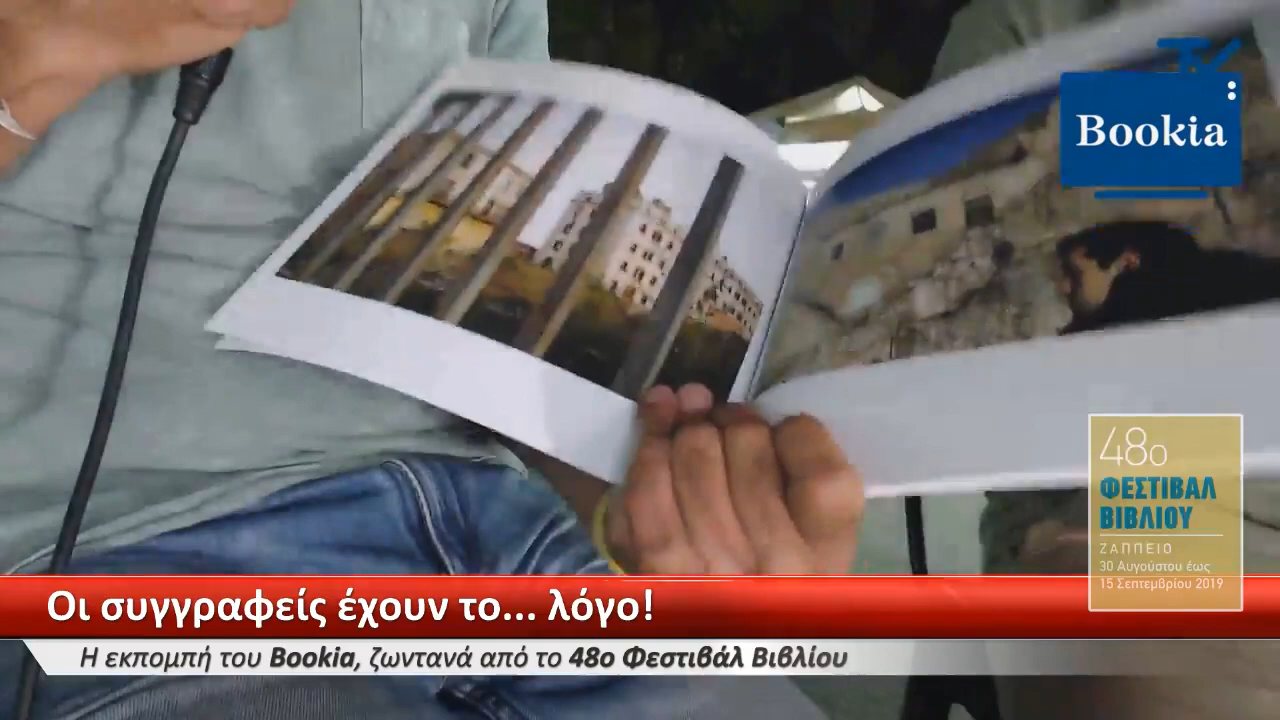 TV
Bookia
48ο
ΦΕΣΤΙΒΑΛ
ΒΙΒΛΙΟΥ
ΖΑΠΠΕΙΟ
30 Αυγούστου έως
15 Σεπτεμβρίου 2019
Οι συγγραφείς έχουν το... λόγο!
Η εκπομπή του Bookia, ζωντανά από το 48ο Φεστιβάλ Βιβλίου